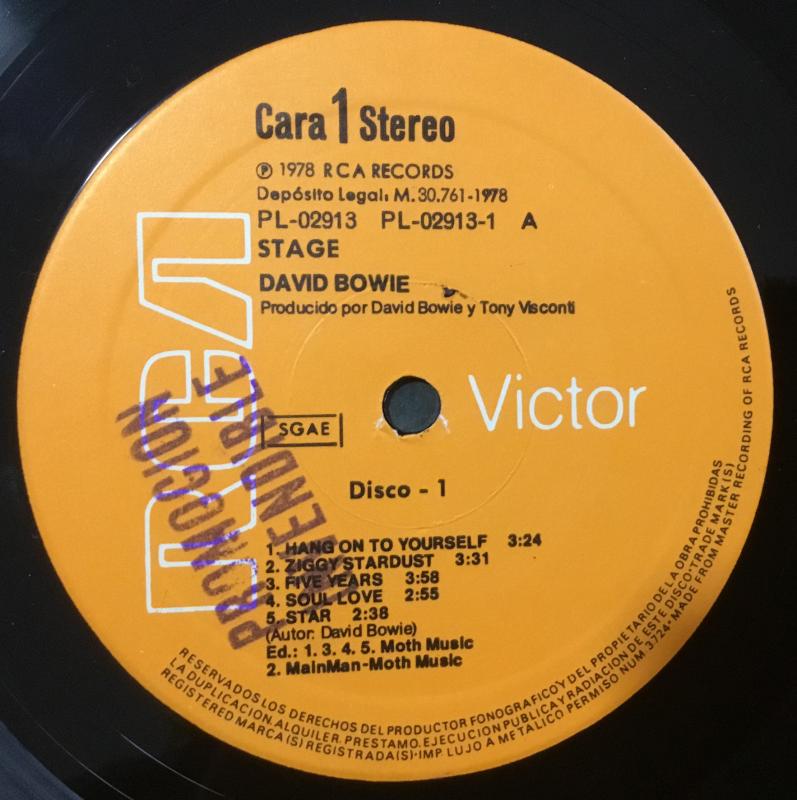 Cara 1 Stereo
℗ 1978 RCA RECORDS
Depósito Legal: M. 30.761-1978
PL-02913 PL-02913-1 A
STAGE
DAVID BOWIE
Producido por David Bowie y Tony Visconti
RCA
Victor
SGAE
PROMOCION
INVENDIBLE
Disco - 1
1. HANG ON TO YOURSELF 3:24
2. ZIGGY STARDUST 3:31
3. FIVE YEARS 3:58
4. SOUL LOVE 2:55
5. STAR 2:38
(Autor: David Bowie)
Ed.: 1. 3. 4. 5. Moth Music
2. MainMan-Moth Music
RESERVADOS LOS DERECHOS DEL PRODUCTOR FONOGRAFICO Y DEL PROPIETARIO DE LA OBRA PROHIBIDAS
LA DUPLICACION, ALQUILER, PRESTAMO, EJECUCION PUBLICA Y RADIACION DE ESTE DISCO · TRADE MARK(S)
REGISTERED MARCA(S) REGISTRADA(S) · IMP. LUJO A METALICO PERMISO NUM 3724 · MADE FROM MASTER RECORDING OF RCA RECORDS